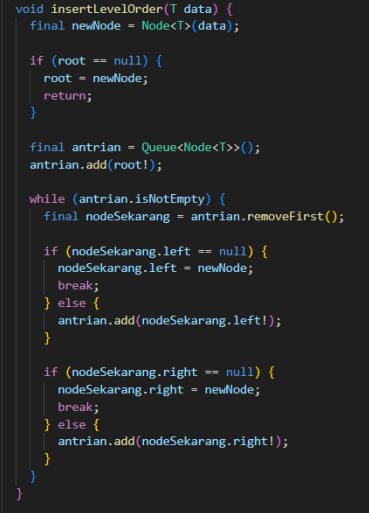 void insertLevelOrder(T data) {
  final newNode = Node<T>(data);

  if (root == null) {
    root = newNode;
    return;
  }

  final antrian = Queue<Node<T>>();
  antrian.add(root!);

  while (antrian.isNotEmpty) {
    final nodeSekarang = antrian.removeFirst();

    if (nodeSekarang.left == null) {
      nodeSekarang.left = newNode;
      break;
    } else {
      antrian.add(nodeSekarang.left!);
    }

    if (nodeSekarang.right == null) {
      nodeSekarang.right = newNode;
      break;
    } else {
      antrian.add(nodeSekarang.right!);
    }
  }
}